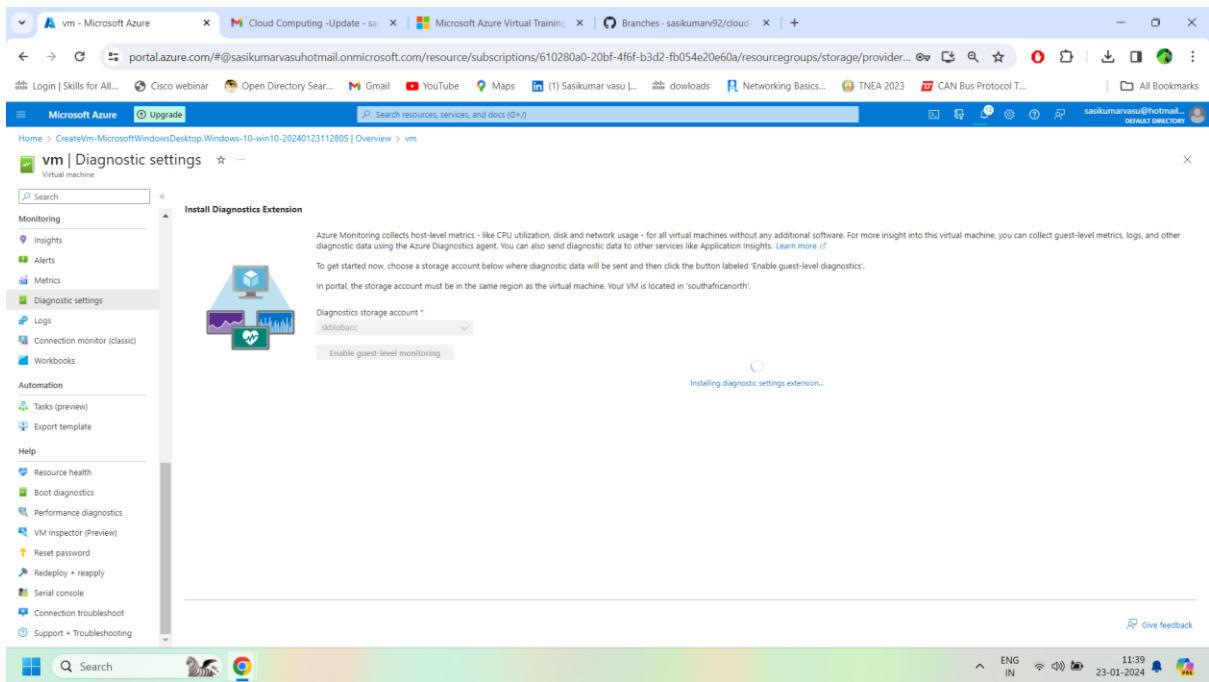 vm - Microsoft Azure
Cloud Computing -Update - sa
Microsoft Azure Virtual Training
Branches - sasikumarv92/cloud-
portal.azure.com/#@sasikumarvasuhotmail.onmicrosoft.com/resource/subscriptions/610280a0-20bf-4f6f-b3d2-fb054e20e60a/resourcegroups/storage/provider...
Login | Skills for All...
Cisco webinar
Open Directory Sear...
Gmail
YouTube
Maps
(1) Sasikumar vasu |...
dowloads
Networking Basics...
TNEA 2023
CAN Bus Protocol T...
All Bookmarks
Microsoft Azure
Upgrade
Search resources, services, and docs (G+/)
sasikumarvasu@hotmail...
DEFAULT DIRECTORY
Home > CreateVm-MicrosoftWindowsDesktop.Windows-10-win10-20240123112805 | Overview > vm
vm | Diagnostic settings
Virtual machine
Search
Monitoring
Insights
Alerts
Metrics
Diagnostic settings
Logs
Connection monitor (classic)
Workbooks
Automation
Tasks (preview)
Export template
Help
Resource health
Boot diagnostics
Performance diagnostics
VM Inspector (Preview)
Reset password
Redeploy + reapply
Serial console
Connection troubleshoot
Support + Troubleshooting
Install Diagnostics Extension
Azure Monitoring collects host-level metrics - like CPU utilization, disk and network usage - for all virtual machines without any additional software. For more insight into this virtual machine, you can collect guest-level metrics, logs, and other
diagnostic data using the Azure Diagnostics agent. You can also send diagnostic data to other services like Application Insights. Learn more
To get started now, choose a storage account below where diagnostic data will be sent and then click the button labeled 'Enable guest-level diagnostics'.
In portal, the storage account must be in the same region as the virtual machine. Your VM is located in 'southafricanorth'.
Diagnostics storage account *
skblobacc
Enable guest-level monitoring
Installing diagnostic settings extension...
Give feedback
Search
ENG
IN
11:39
23-01-2024
PRE